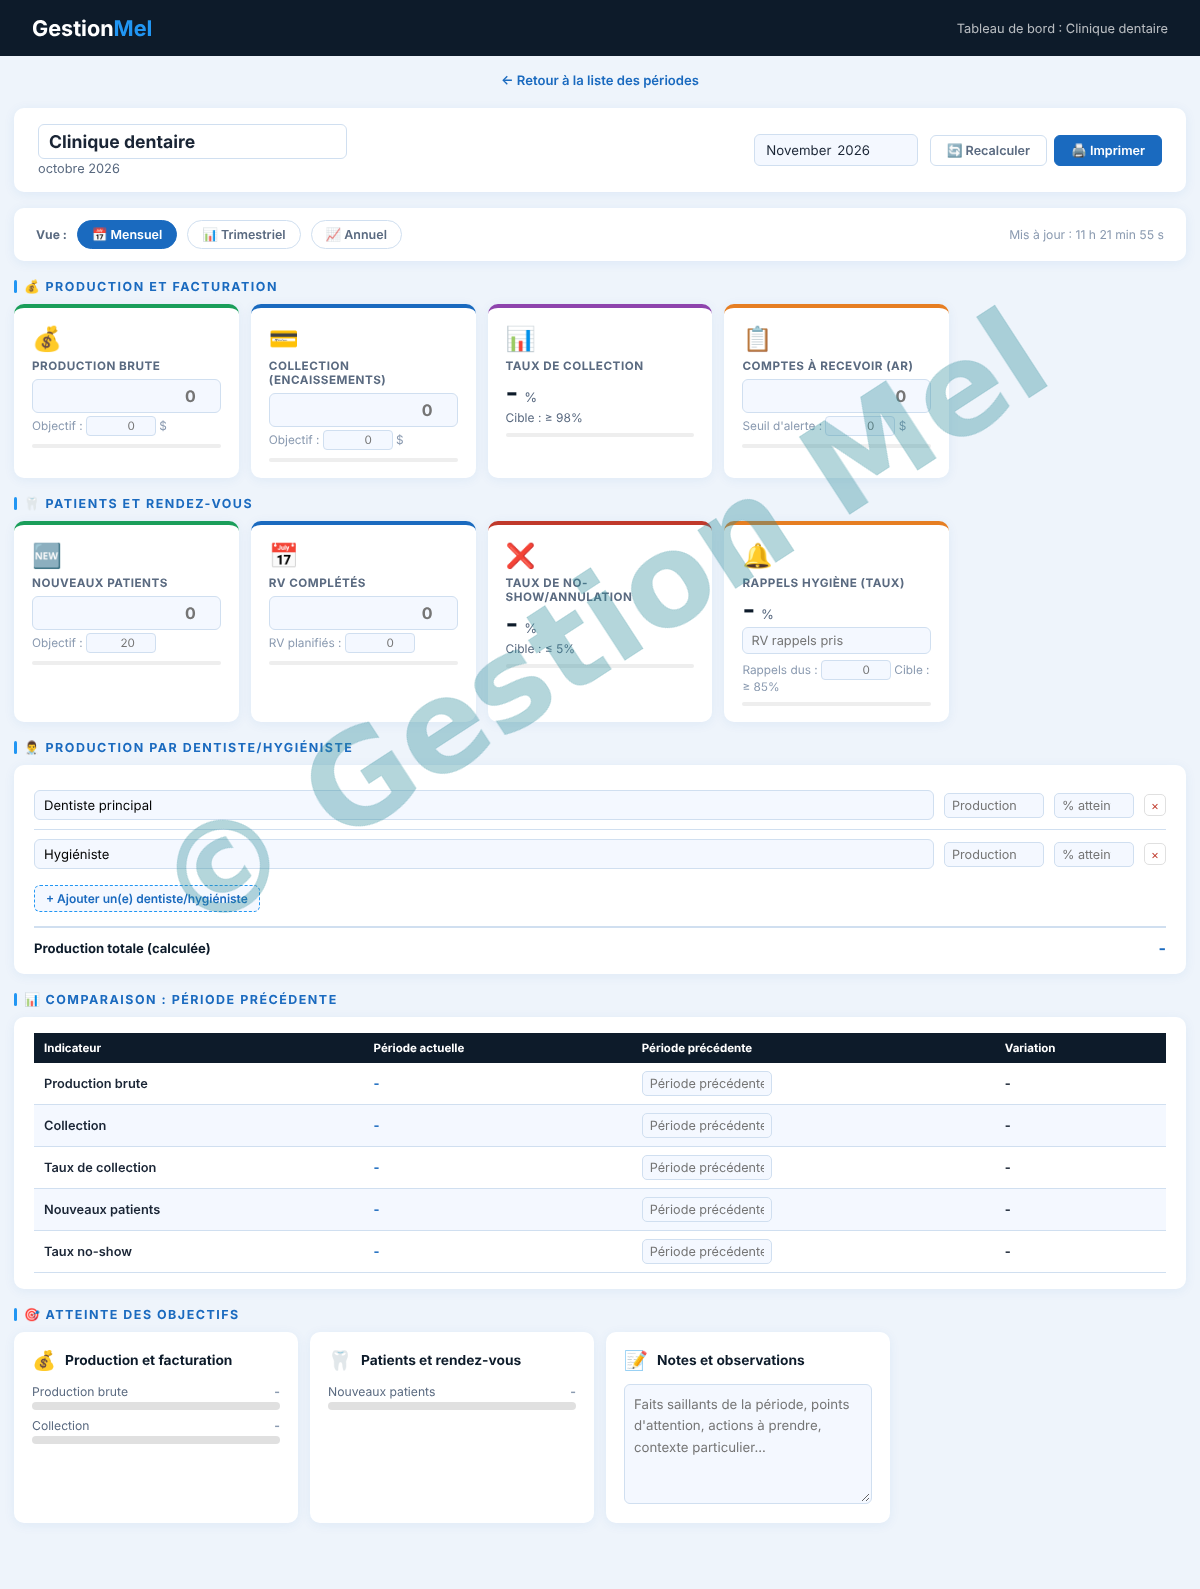 GestionMel
Tableau de bord : Clinique dentaire
← Retour à la liste des périodes
Clinique dentaire
octobre 2026
November 2026
Recalculer
Imprimer
Vue :
Mensuel
Trimestriel
Annuel
Mis à jour : 11 h 21 min 55 s
PRODUCTION ET FACTURATION
PRODUCTION BRUTE
0
Objectif : 0 $
COLLECTION
(ENCAISSEMENTS)
0
Objectif : 0 $
TAUX DE COLLECTION
- %
Cible : ≥ 98%
COMPTES À RECEVOIR (AR)
0
Seuil d'alerte : 0 $
PATIENTS ET RENDEZ-VOUS
NEW
NOUVEAUX PATIENTS
0
Objectif : 20
July
17
RV COMPLÉTÉS
0
RV planifiés : 0
TAUX DE NO-
SHOW/ANNULATION
- %
Cible : ≤ 5%
RAPPELS HYGIÈNE (TAUX)
- %
RV rappels pris
Rappels dus : 0 Cible :
≥ 85%
PRODUCTION PAR DENTISTE/HYGIÉNISTE
Dentiste principal
Production
% attein
×
Hygiéniste
Production
% attein
×
+ Ajouter un(e) dentiste/hygiéniste
Production totale (calculée)
-
COMPARAISON : PÉRIODE PRÉCÉDENTE
Indicateur Période actuelle Période précédente Variation
Production brute - Période précédente -
Collection - Période précédente -
Taux de collection - Période précédente -
Nouveaux patients - Période précédente -
Taux no-show - Période précédente -
ATTEINTE DES OBJECTIFS
Production et facturation
Production brute -
Collection -
Patients et rendez-vous
Nouveaux patients -
Notes et observations
Faits saillants de la période, points
d'attention, actions à prendre,
contexte particulier...
© Gestion Mel